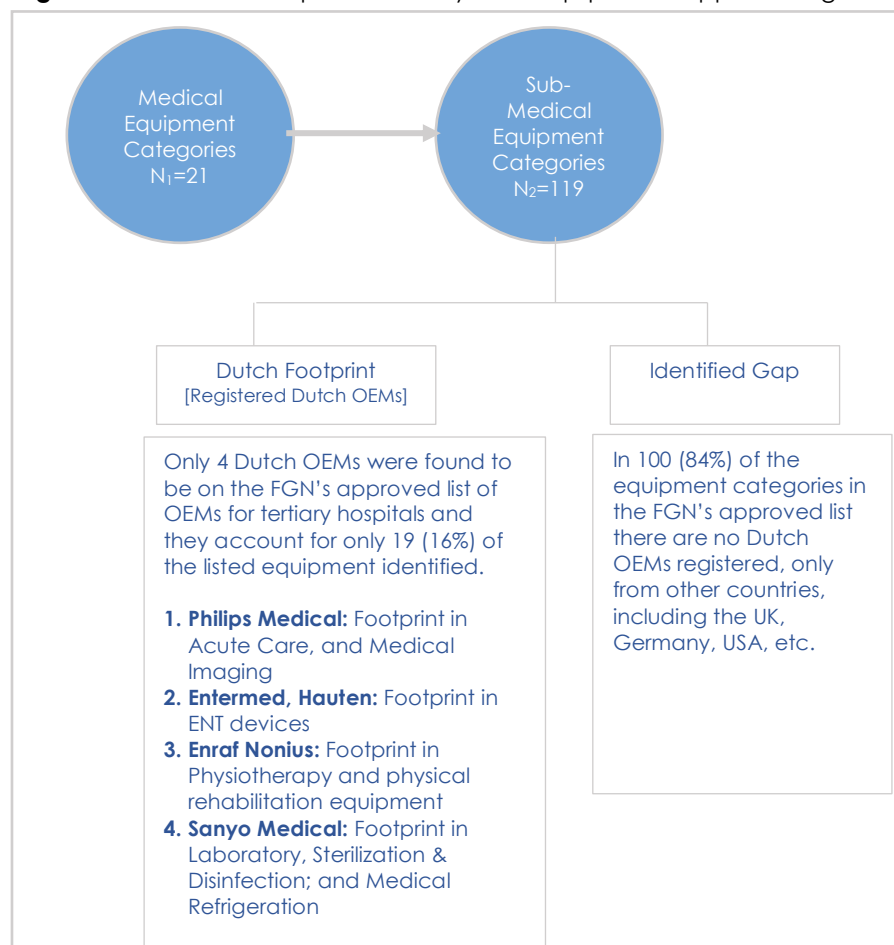 Medical
Equipment
Categories
N₁=21
Sub-
Medical
Equipment
Categories
N₂=119
Dutch Footprint
[Registered Dutch OEMs]
Identified Gap
Only 4 Dutch OEMs were found to
be on the FGN's approved list of
OEMs for tertiary hospitals and
they account for only 19 (16%) of
the listed equipment identified.
1. Philips Medical: Footprint in
Acute Care, and Medical
Imaging
2. Entermed, Hauten: Footprint in
ENT devices
3. Enraf Nonius: Footprint in
Physiotherapy and physical
rehabilitation equipment
4. Sanyo Medical: Footprint in
Laboratory, Sterilization &
Disinfection; and Medical
Refrigeration
In 100 (84%) of the
equipment categories in
the FGN's approved list
there are no Dutch
OEMs registered, only
from other countries,
including the UK,
Germany, USA, etc.